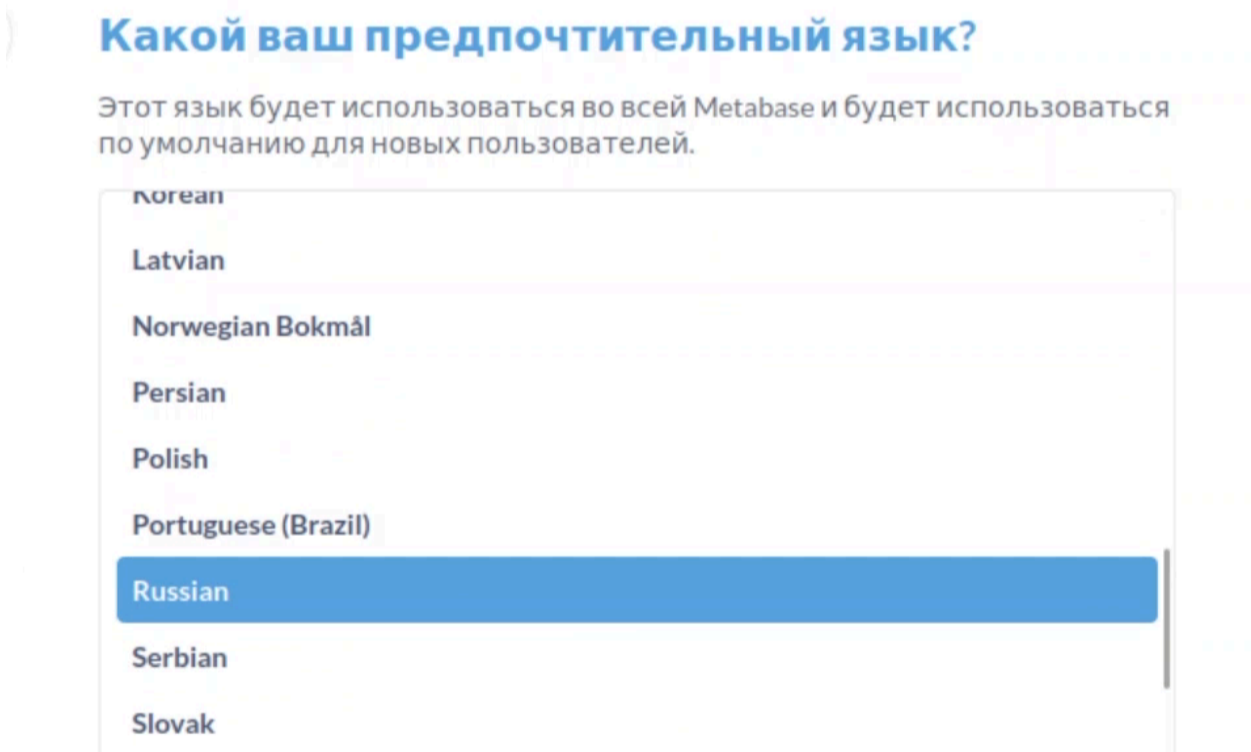 Какой ваш предпочтительный язык?
Этот язык будет использоваться во всей Metabase и будет использоваться
по умолчанию для новых пользователей.
Korean
Latvian
Norwegian Bokmål
Persian
Polish
Portuguese (Brazil)
Russian
Serbian
Slovak